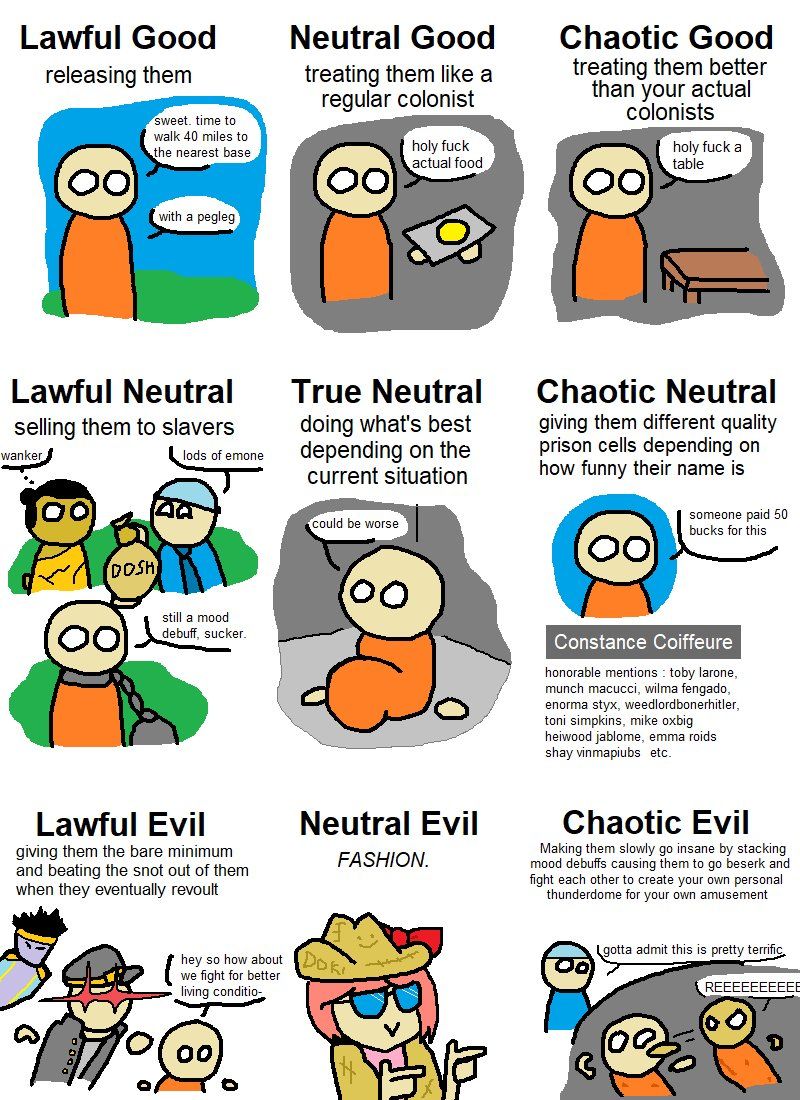 Lawful Good
releasing them
sweet. time to
walk 40 miles to
the nearest base
with a pegleg
Neutral Good
treating them like a
regular colonist
holy fuck
actual food
Chaotic Good
treating them better
than your actual
colonists
holy fuck a
table
Lawful Neutral
selling them to slavers
wanker
lods of emone
DOSH
still a mood
debuff, sucker.
True Neutral
doing what's best
depending on the
current situation
could be worse
Chaotic Neutral
giving them different quality
prison cells depending on
how funny their name is
someone paid 50
bucks for this
Constance Coiffeure
honorable mentions : toby larone,
munch macucci, wilma fengado,
enorma styx, weedlordbonerhitler,
toni simpkins, mike oxbig
heiwood jablome, emma roids
shay vinmapiubs etc.
Lawful Evil
giving them the bare minimum
and beating the snot out of them
when they eventually revoult
hey so how about
we fight for better
living conditio-
Neutral Evil
FASHION.
Chaotic Evil
Making them slowly go insane by stacking
mood debuffs causing them to go beserk and
fight each other to create your own personal
thunderdome for your own amusement
gotta admit this is pretty terrific
REEEEEEEEEEE